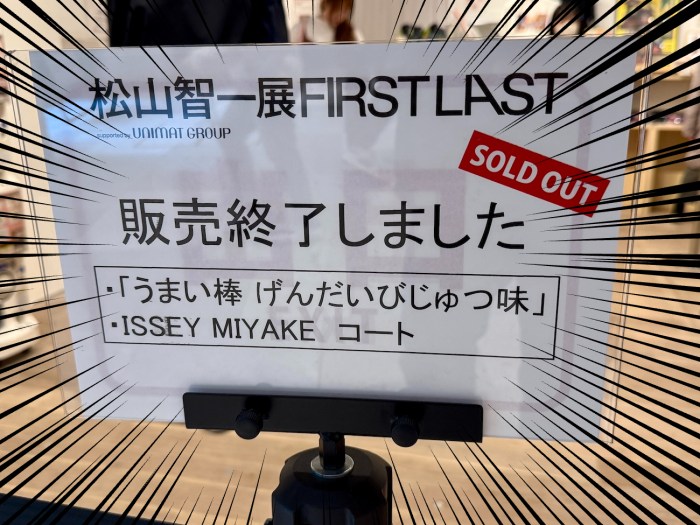 松山智一展FIRST LAST
supported by UNIMAT GROUP
SOLD OUT
販売終了しました
・「うまい棒 げんだいびじゅつ味」
・ISSEY MIYAKE コート
EXIT